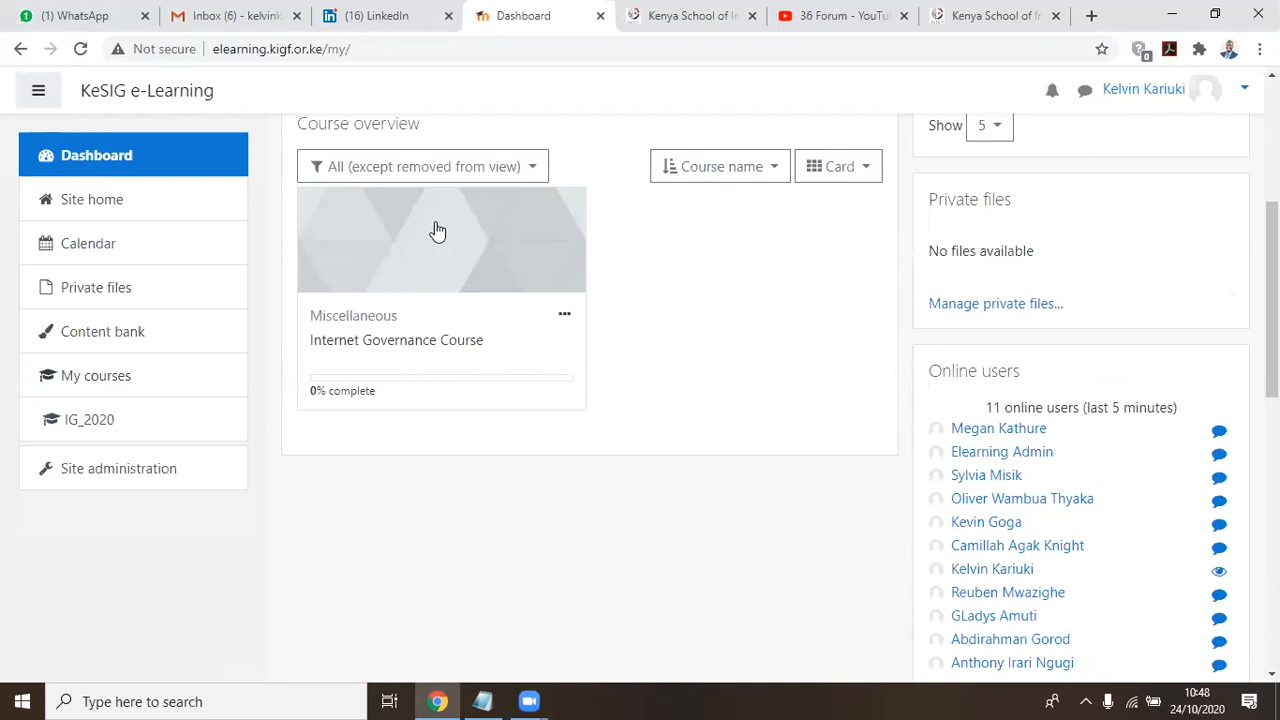 (1) WhatsApp
Inbox (6) - kelvink
(16) LinkedIn
Dashboard
Kenya School of In
36 Forum - YouTu
Kenya School of In
Not secure
elearning.kigf.or.ke/my/
0
KeSIG e-Learning
Kelvin Kariuki
Dashboard
Site home
Calendar
Private files
Content bank
My courses
IG_2020
Site administration
Course overview
All (except removed from view)
Course name
Card
Miscellaneous
Internet Governance Course
0% complete
Show 5
Private files
No files available
Manage private files...
Online users
11 online users (last 5 minutes)
Megan Kathure
Elearning Admin
Sylvia Misik
Oliver Wambua Thyaka
Kevin Goga
Camillah Agak Knight
Kelvin Kariuki
Reuben Mwazighe
GLadys Amuti
Abdirahman Gorod
Anthony Irari Ngugi
Type here to search
10:48
24/10/2020